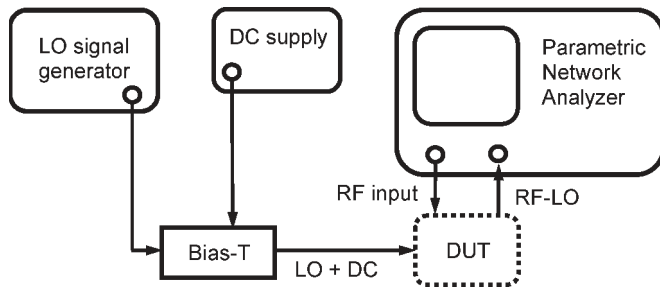 LO signal
generator
DC supply
Parametric
Network
Analyzer
RF input
RF-LO
Bias-T
LO + DC
DUT